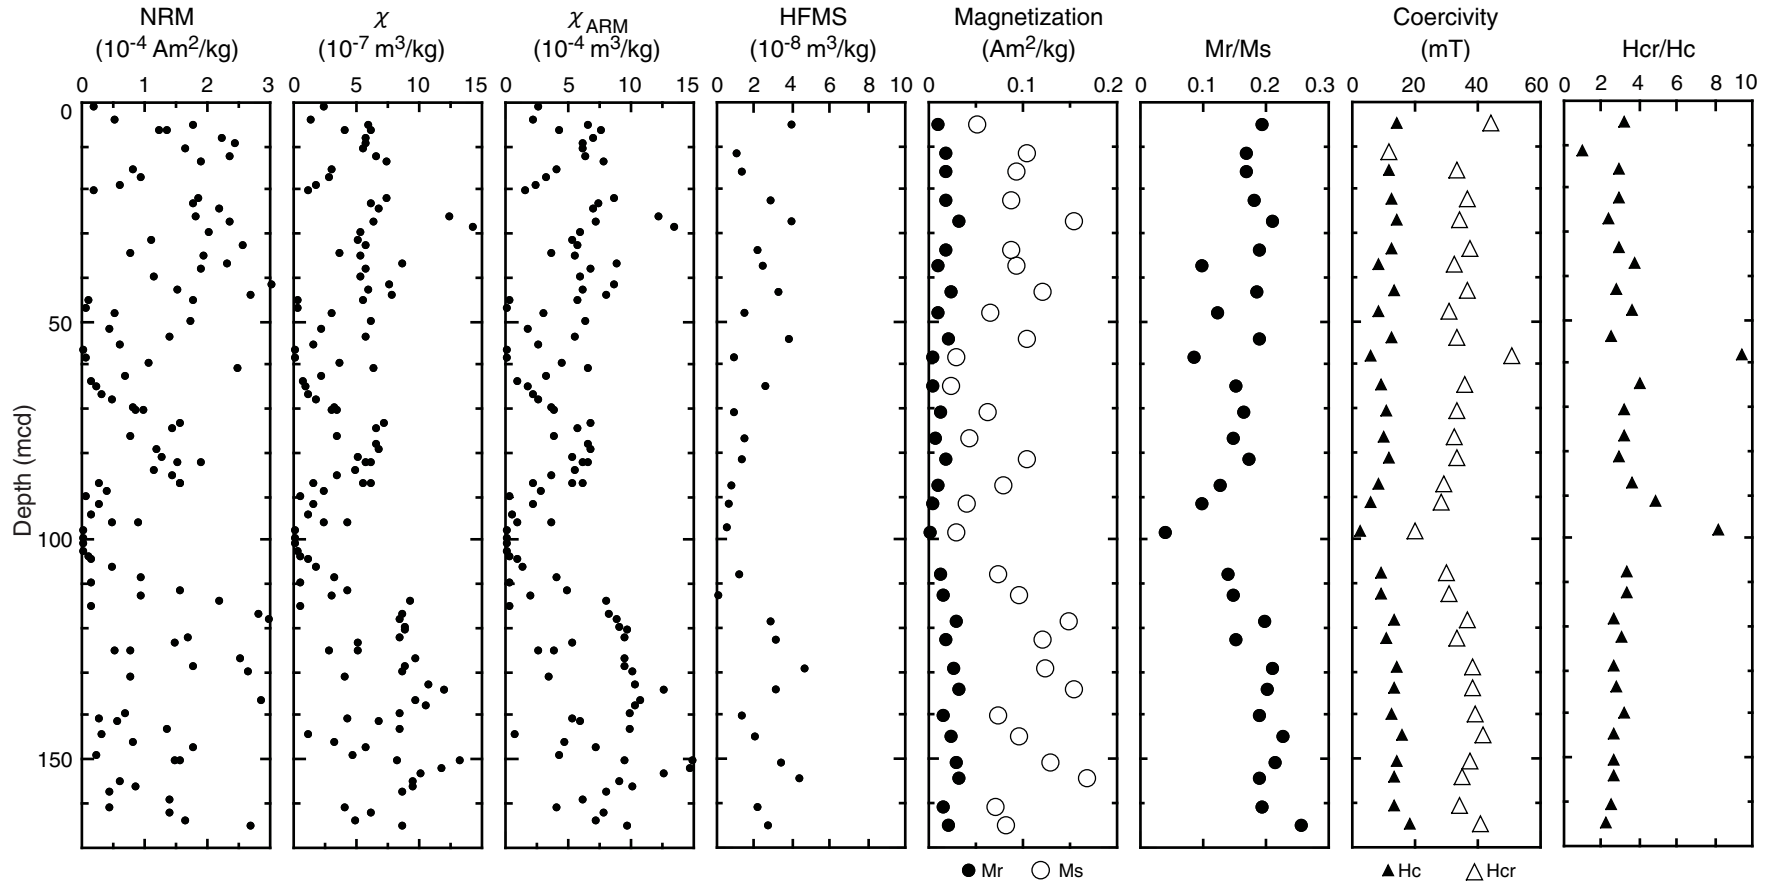 NRM χ χARM HFMS Magnetization Coercivity
(10-4 Am2/kg) (10-7 m3/kg) (10-4 m3/kg) (10-8 m3/kg) (Am2/kg) Mr/Ms (mT) Hcr/Hc
0 1 2 3 0 5 10 15 0 5 10 15 0 2 4 6 8 10 0 0.1 0.2 0 0.1 0.2 0.3 0 20 40 60 2 4 6 8 10
0
50
100
150
Depth (mcd)
Mr Ms Hc Hcr